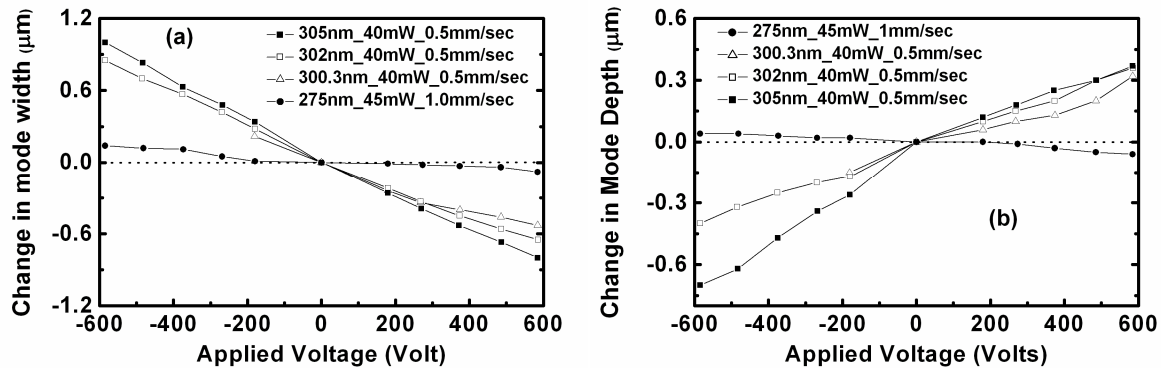 Change in mode width (µm)
1.2
0.6
0.0
-0.6
-1.2
(a)
305nm_40mW_0.5mm/sec
302nm_40mW_0.5mm/sec
300.3nm_40mW_0.5mm/sec
275nm_45mW_1.0mm/sec
-600 -400 -200 0 200 400 600
Applied Voltage (Volt)
Change in Mode Depth (µm)
0.6
0.3
0.0
-0.3
-0.6
275nm_45mW_1mm/sec
300.3nm_40mW_0.5mm/sec
302nm_40mW_0.5mm/sec
305nm_40mW_0.5mm/sec
(b)
-600 -400 -200 0 200 400 600
Applied Voltage (Volts)